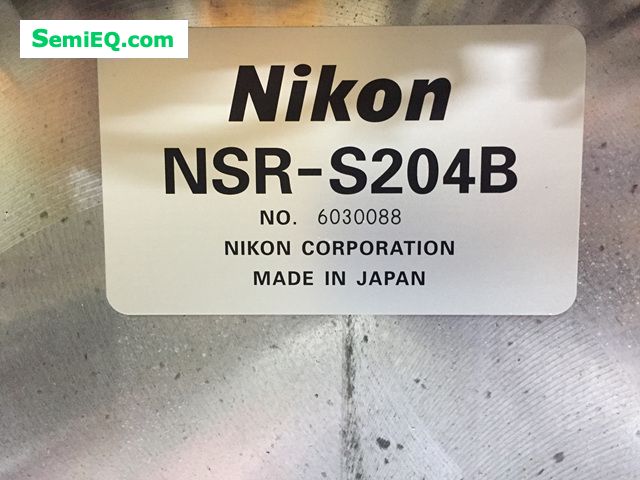 SemiEQ.com
Nikon
NSR-S204B
NO. 6030088
NIKON CORPORATION
MADE IN JAPAN